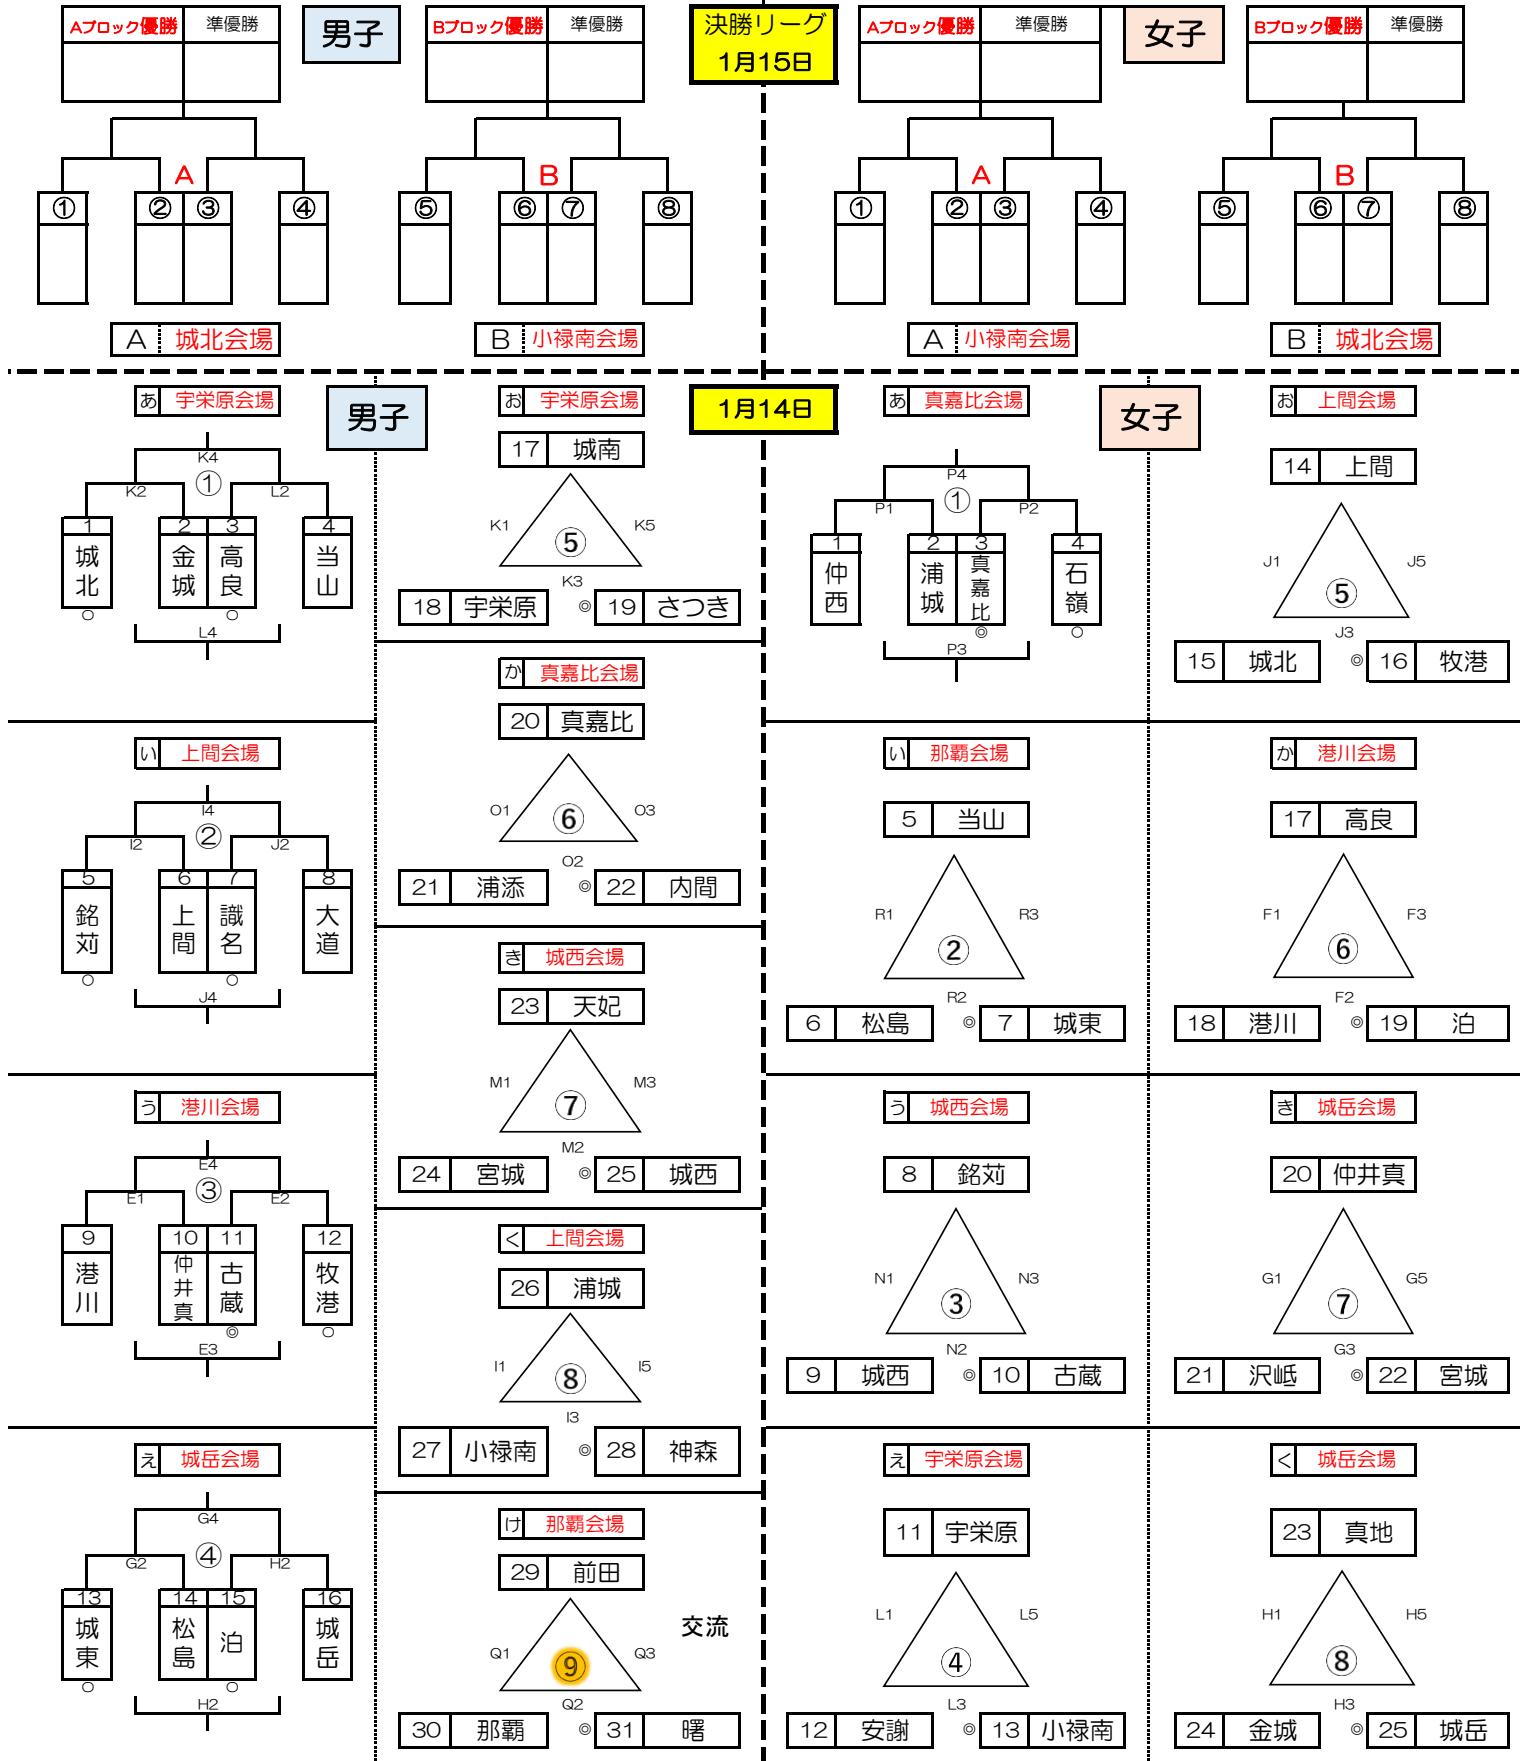 Aブロック優勝 準優勝
男子
Bブロック優勝 準優勝
決勝リーグ
1月15日
Aブロック優勝 準優勝
女子
Bブロック優勝 準優勝
A B A B
① ② ③ ④ ⑤ ⑥ ⑦ ⑧ ① ② ③ ④ ⑤ ⑥ ⑦ ⑧
A 城北会場
B 小禄南会場
A 小禄南会場
B 城北会場
1月14日
男子
あ 宇栄原会場
K4
①
K2 L2
1 城北 ○
2 金城
3 高良 ○
4 当山
L4
い 上間会場
I4
②
I2 J2
5 銘苅 ○
6 上間
7 識名 ○
8 大道
J4
う 港川会場
E4
③
E1 E2
9 港川
10 仲井真
11 古蔵 ◎
12 牧港 ○
E3
え 城岳会場
G4
④
G2 H2
13 城東 ○
14 松島
15 泊 ○
16 城岳
H2
お 宇栄原会場
17 城南
K1 ⑤ K5
K3
18 宇栄原 ◎ 19 さつき
か 真嘉比会場
20 真嘉比
O1 ⑥ O3
O2
21 浦添 ◎ 22 内間
き 城西会場
23 天妃
M1 ⑦ M3
M2
24 宮城 ◎ 25 城西
く 上間会場
26 浦城
I1 ⑧ I5
I3
27 小禄南 ◎ 28 神森
け 那覇会場
29 前田
交流
Q1 ⑨ Q3
Q2
30 那覇 ◎ 31 曙
女子
あ 真嘉比会場
P4
①
P1 P2
1 仲西
2 浦城
3 真嘉比 ◎
4 石嶺 ○
P3
い 那覇会場
5 当山
R1 ② R3
R2
6 松島 ◎ 7 城東
う 城西会場
8 銘苅
N1 ③ N3
N2
9 城西 ◎ 10 古蔵
え 宇栄原会場
11 宇栄原
L1 ④ L5
L3
12 安謝 ◎ 13 小禄南
お 上間会場
14 上間
J1 ⑤ J5
J3
15 城北 ◎ 16 牧港
か 港川会場
17 高良
F1 ⑥ F3
F2
18 港川 ◎ 19 泊
き 城岳会場
20 仲井真
G1 ⑦ G5
G3
21 沢岻 ◎ 22 宮城
く 城岳会場
23 真地
H1 ⑧ H5
H3
24 金城 ◎ 25 城岳